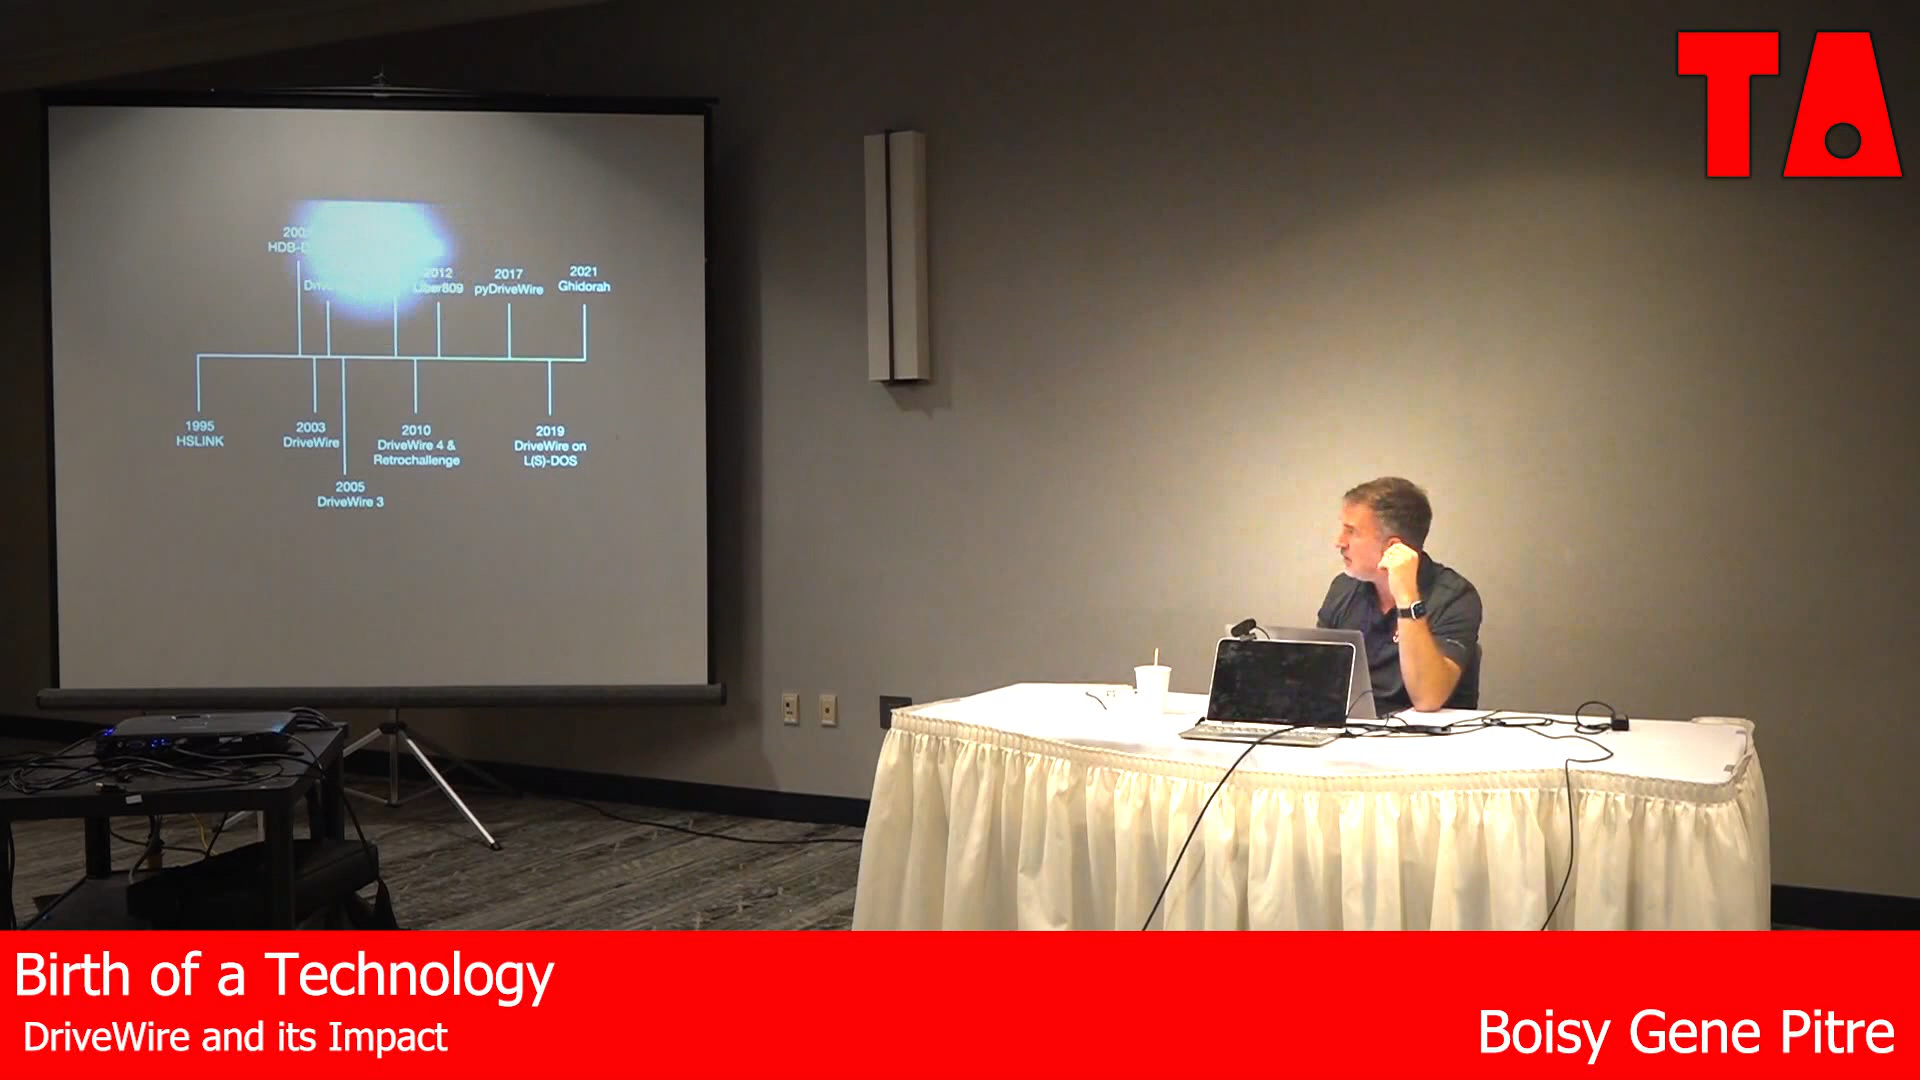 TA
2012 2017 2021
Liber809 pyDriveWire Ghidorah
1995
HSLINK
2003
DriveWire
2010
DriveWire 4 &
Retrochallenge
2019
DriveWire on
L(S)-DOS
2005
DriveWire 3
Birth of a Technology
DriveWire and its Impact
Boisy Gene Pitre